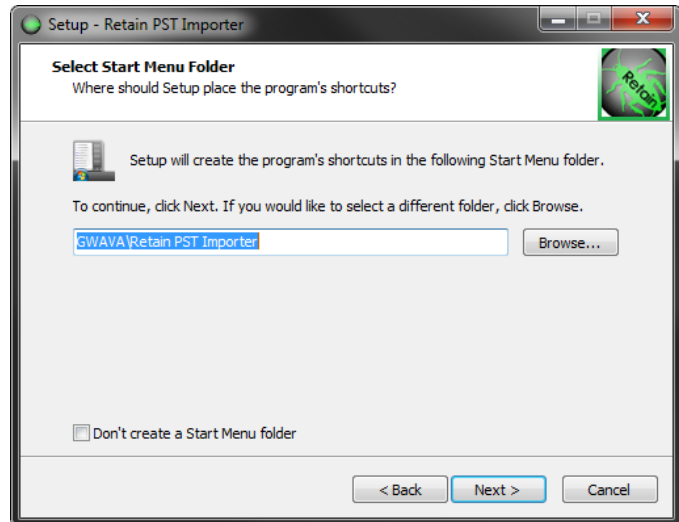 Setup - Retain PST Importer
Select Start Menu Folder
Where should Setup place the program's shortcuts?
Retain
Setup will create the program's shortcuts in the following Start Menu folder.
To continue, click Next. If you would like to select a different folder, click Browse.
GWAVA\Retain PST Importer
Browse...
Don't create a Start Menu folder
< Back
Next >
Cancel